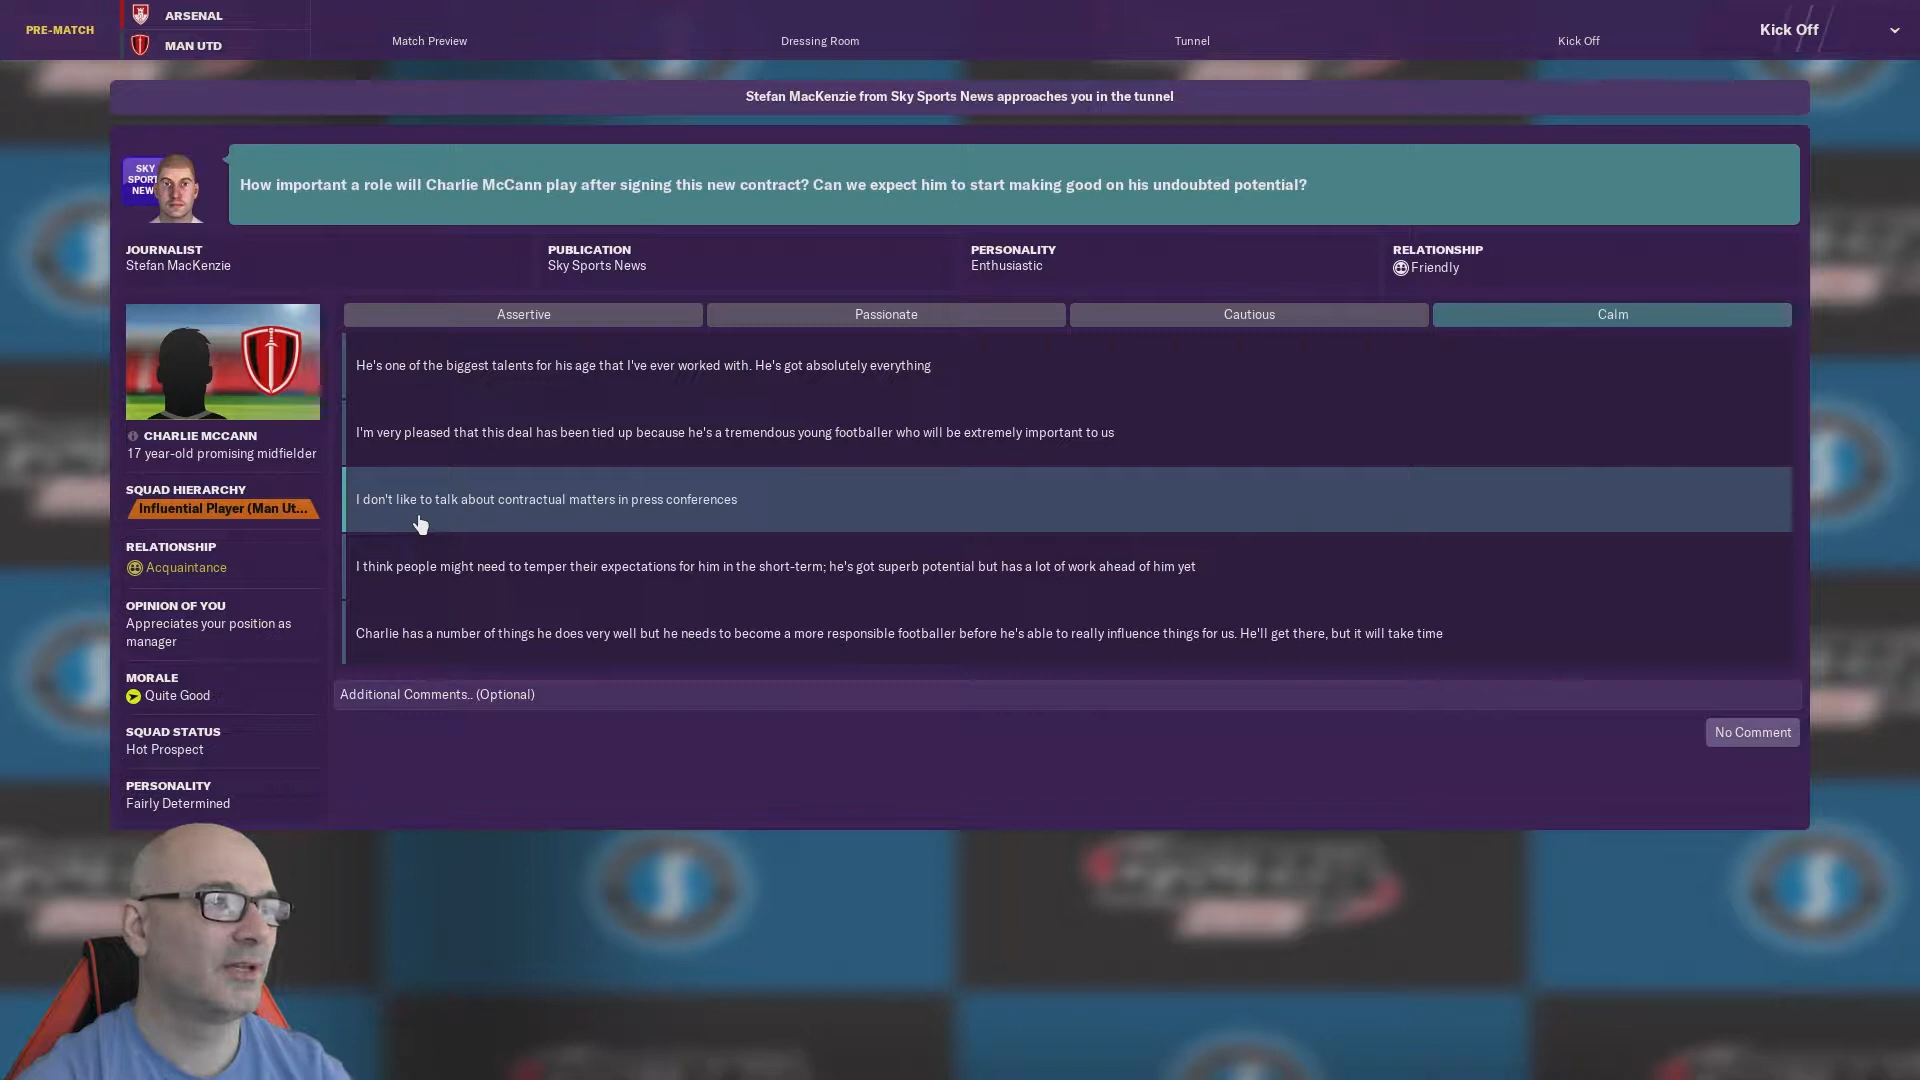 PRE-MATCH
ARSENAL
MAN UTD
Match Preview
Dressing Room
Tunnel
Kick Off
Kick Off
Stefan MacKenzie from Sky Sports News approaches you in the tunnel
SKY
SPORT
NEW
How important a role will Charlie McCann play after signing this new contract? Can we expect him to start making good on his undoubted potential?
JOURNALIST
Stefan MacKenzie
PUBLICATION
Sky Sports News
PERSONALITY
Enthusiastic
RELATIONSHIP
Friendly
Assertive
Passionate
Cautious
Calm
He's one of the biggest talents for his age that I've ever worked with. He's got absolutely everything
I'm very pleased that this deal has been tied up because he's a tremendous young footballer who will be extremely important to us
I don't like to talk about contractual matters in press conferences
I think people might need to temper their expectations for him in the short-term; he's got superb potential but has a lot of work ahead of him yet
Charlie has a number of things he does very well but he needs to become a more responsible footballer before he's able to really influence things for us. He'll get there, but it will take time
Additional Comments.. (Optional)
No Comment
CHARLIE MCCANN
17 year-old promising midfielder
SQUAD HIERARCHY
Influential Player (Man Ut...
RELATIONSHIP
Acquaintance
OPINION OF YOU
Appreciates your position as
manager
MORALE
Quite Good
SQUAD STATUS
Hot Prospect
PERSONALITY
Fairly Determined